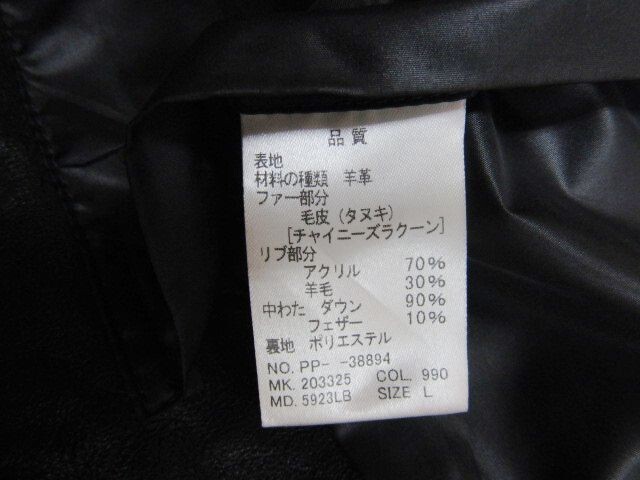 品質
表地
材料の種類 羊革
ファー部分
毛皮(タヌキ)
[チャイニーズラクーン]
リブ部分
アクリル 70%
羊毛 30%
中わた ダウン 90%
フェザー 10%
裏地 ポリエステル
NO. PP- -38894
MK. 203325 COL. 990
MD. 5923LB SIZE L